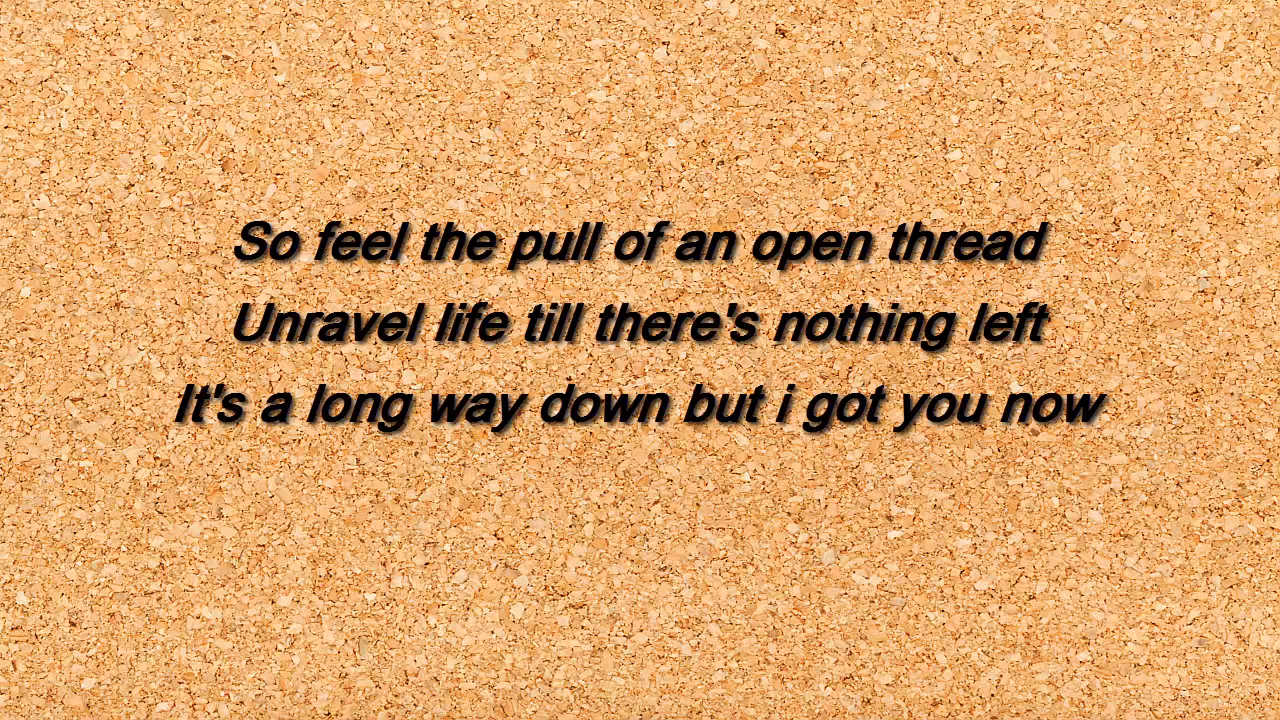 So feel the pull of an open thread
Unravel life till there's nothing left
It's a long way down but i got you now